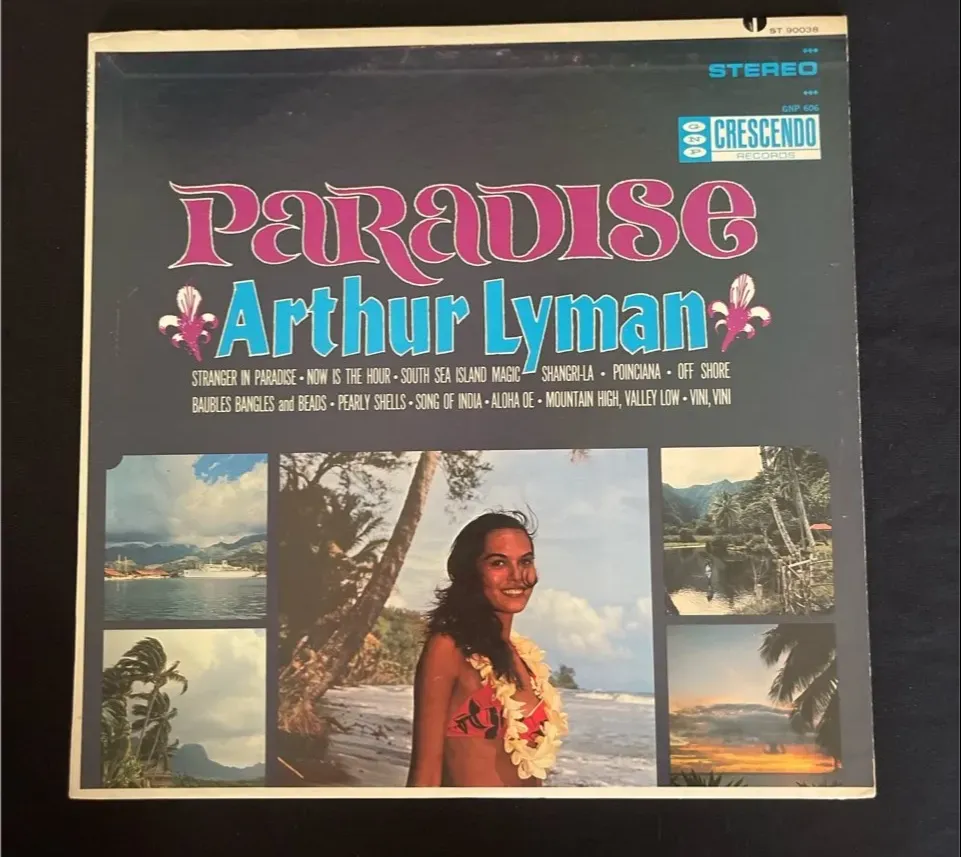 ST 90038
STEREO
GNP 606
GNP CRESCENDO
RECORDS
PARADISE
Arthur Lyman
STRANGER IN PARADISE • NOW IS THE HOUR • SOUTH SEA ISLAND MAGIC SHANGRI-LA • POINCIANA • OFF SHORE
BAUBLES BANGLES and BEADS • PEARLY SHELLS • SONG OF INDIA • ALOHA OE • MOUNTAIN HIGH, VALLEY LOW • VINI, VINI